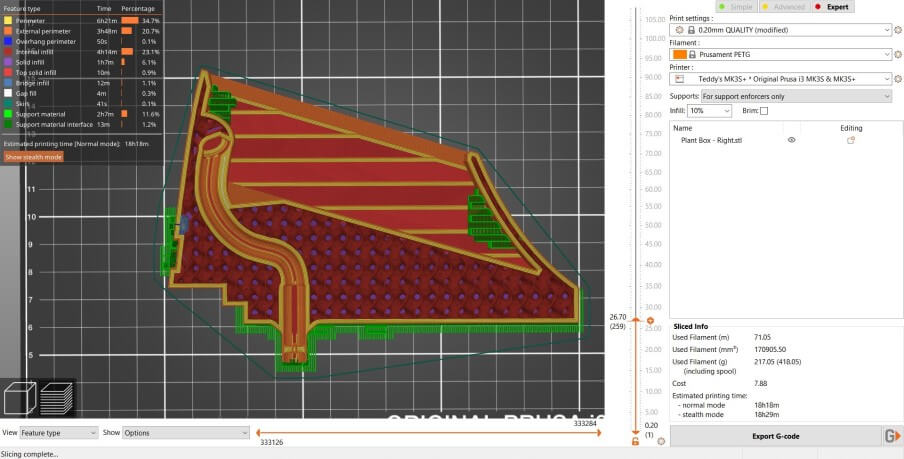 Feature type Time Percentage
Perimeter 6h21m 34.7%
External perimeter 3h48m 20.7%
Overhang perimeter 50s 0.1%
Internal infill 4h14m 23.1%
Solid infill 1h7m 6.1%
Top solid infill 10m 0.9%
Bridge infill 12m 1.1%
Gap fill 4m 0.3%
Skirt 41s 0.1%
Support material 2h7m 11.6%
Support material interface 13m 1.2%
Estimated printing time [Normal mode]: 18h18m
Show stealth mode
11
10
9
8
7
6
5
ORIGINAL PRUSA i3
View Feature type Show Options
333126
333284
Slicing complete...
105.00
100.00
95.00
90.00
85.00
80.00
75.00
70.00
65.00
60.00
55.00
50.00
45.00
40.00
35.00
30.00
26.70
(259)
25.00
20.00
15.00
10.00
5.00
0.20
(1)
Simple Advanced Expert
Print settings :
0.20mm QUALITY (modified)
Filament :
Prusament PETG
Printer :
Teddy's MK3S+ * Original Prusa i3 MK3S & MK3S+
Supports: For support enforcers only
Infill: 10% Brim:
Name Editing
Plant Box - Right.stl
Sliced Info
Used Filament (m) 71.05
Used Filament (mm³) 170905.50
Used Filament (g) 217.05 (418.05)
(including spool)
Cost 7.88
Estimated printing time:
- normal mode 18h18m
- stealth mode 18h29m
Export G-code
G